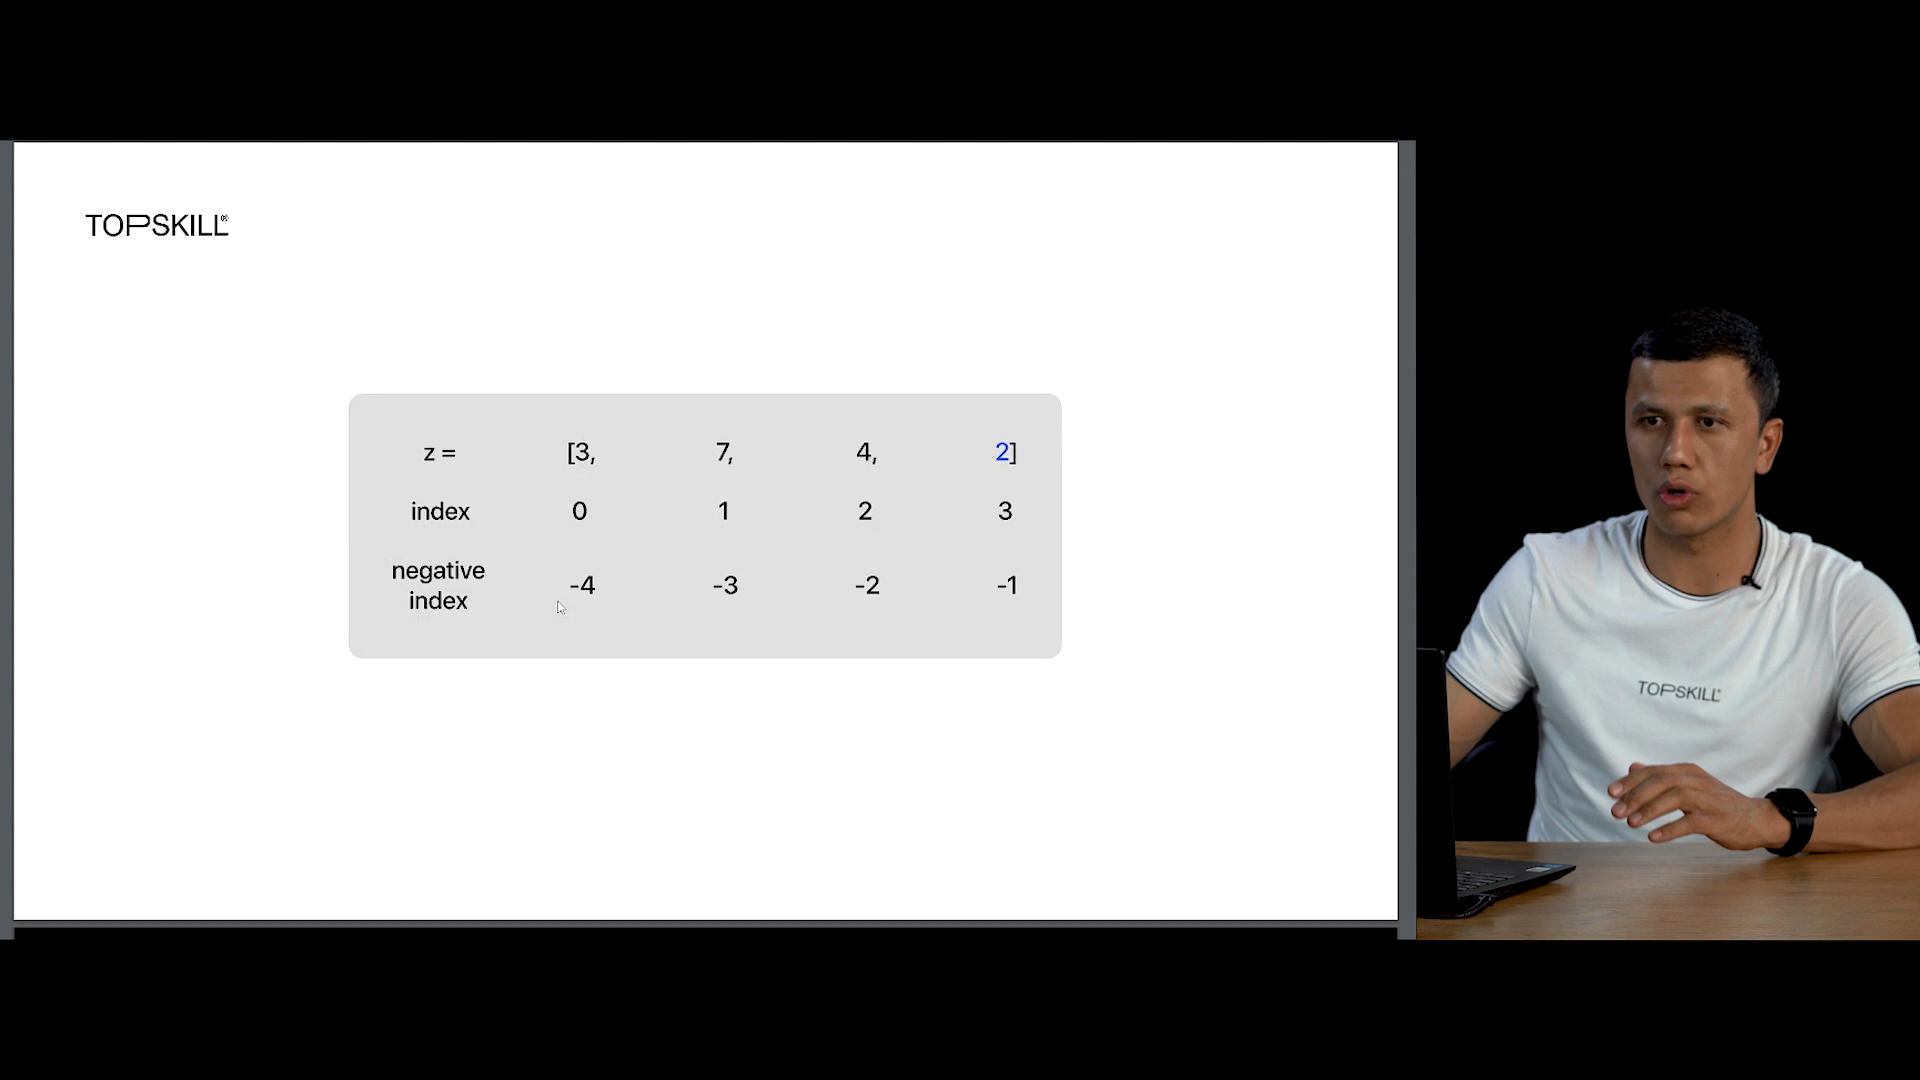 TOPSKILL®
z = [3, 7, 4, 2]
index 0 1 2 3
negative
index -4 -3 -2 -1
TOPSKILL®